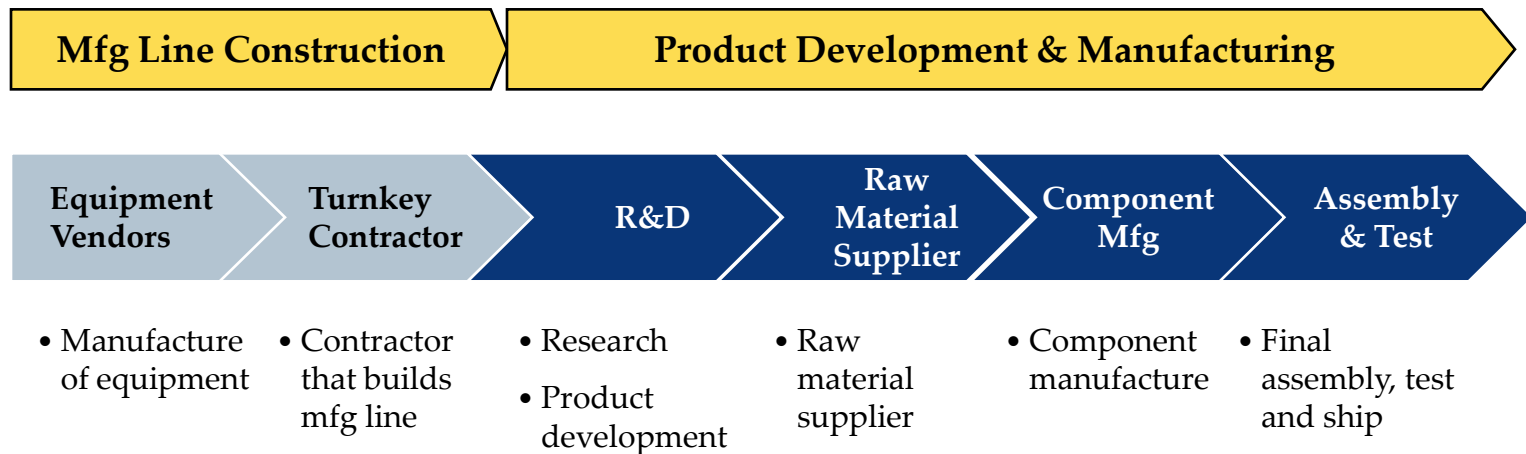 Mfg Line Construction
Product Development & Manufacturing
Equipment
Vendors
Turnkey
Contractor
R&D
Raw
Material
Supplier
Component
Mfg
Assembly
& Test
• Manufacture
of equipment
• Contractor
that builds
mfg line
• Research
• Product
development
• Raw
material
supplier
• Component
manufacture
• Final
assembly, test
and ship